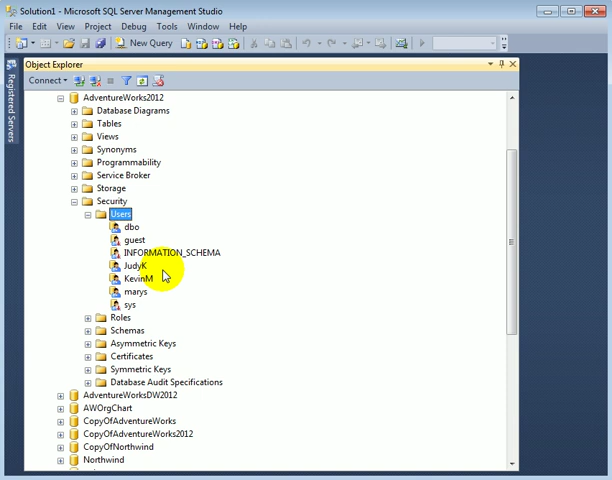 Solution1 - Microsoft SQL Server Management Studio
File Edit View Project Debug Tools Window Help
New Query
Registered Servers
Object Explorer
Connect
AdventureWorks2012
Database Diagrams
Tables
Views
Synonyms
Programmability
Service Broker
Storage
Security
Users
dbo
guest
INFORMATION_SCHEMA
JudyK
KevinM
marys
sys
Roles
Schemas
Asymmetric Keys
Certificates
Symmetric Keys
Database Audit Specifications
AdventureWorksDW2012
AWOrgChart
CopyOfAdventureWorks
CopyOfAdventureWorks2012
CopyOfNorthwind
Northwind